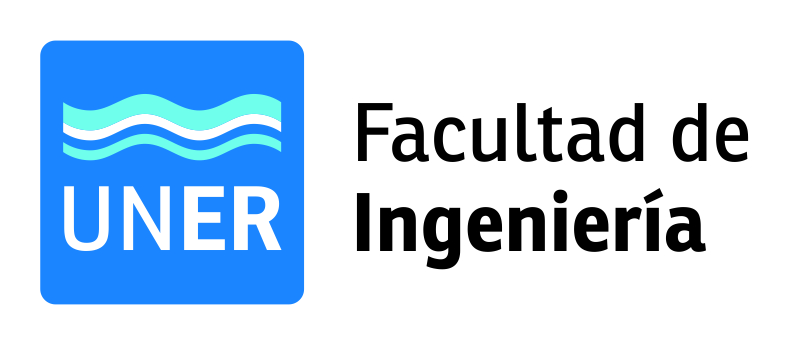 UNER
Facultad de
Ingeniería